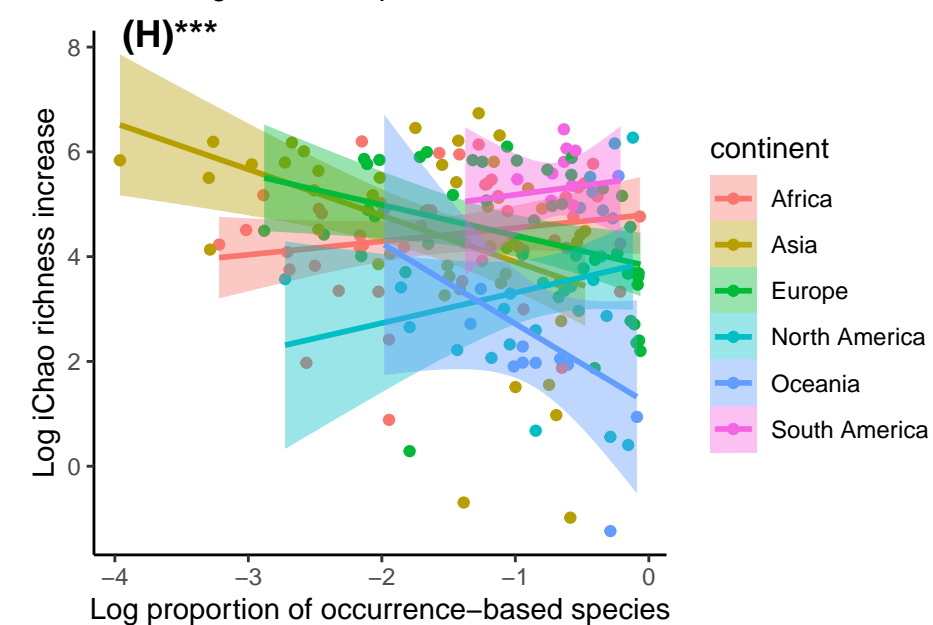 (H)***
Log iChao richness increase
8
6
4
2
0
−4
−3
−2
−1
0
Log proportion of occurrence−based species
continent
Africa
Asia
Europe
North America
Oceania
South America